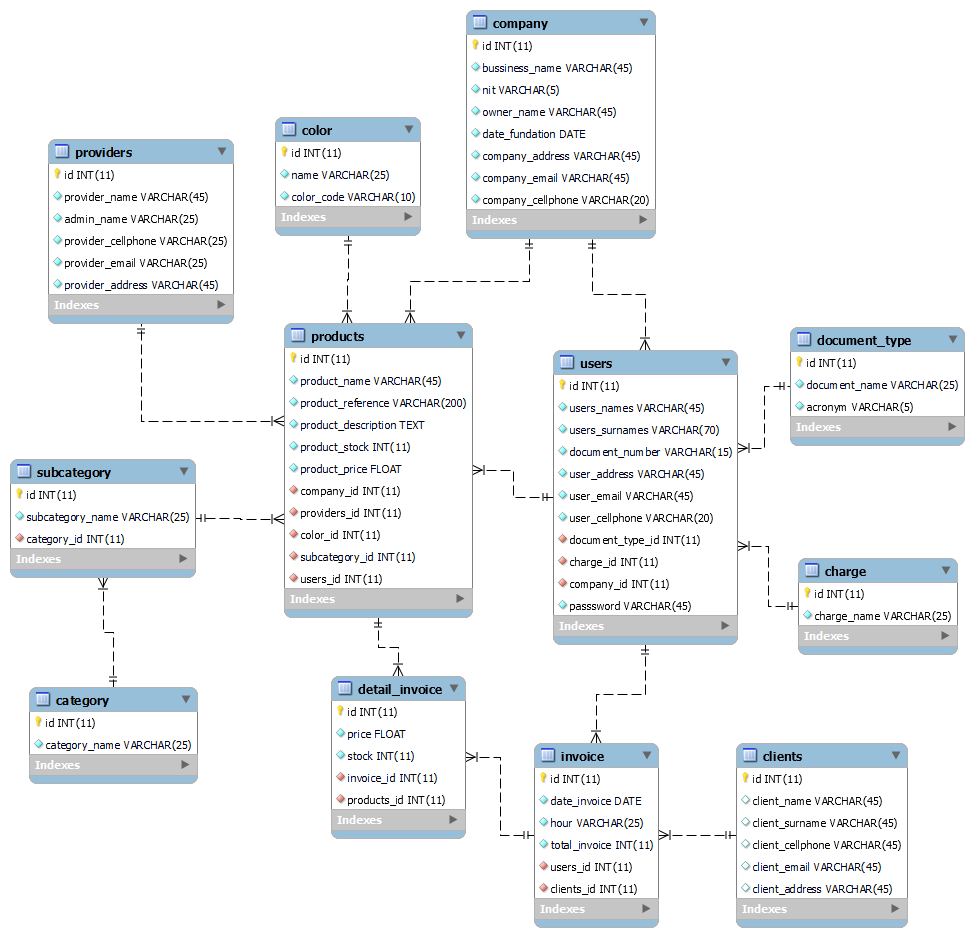 company
id INT(11)
bussiness_name VARCHAR(45)
nit VARCHAR(5)
owner_name VARCHAR(45)
date_fundation DATE
company_address VARCHAR(45)
company_email VARCHAR(45)
company_cellphone VARCHAR(20)
Indexes
color
id INT(11)
name VARCHAR(25)
color_code VARCHAR(10)
Indexes
providers
id INT(11)
provider_name VARCHAR(45)
admin_name VARCHAR(25)
provider_cellphone VARCHAR(25)
provider_email VARCHAR(25)
provider_address VARCHAR(45)
Indexes
products
id INT(11)
product_name VARCHAR(45)
product_reference VARCHAR(200)
product_description TEXT
product_stock INT(11)
product_price FLOAT
company_id INT(11)
providers_id INT(11)
color_id INT(11)
subcategory_id INT(11)
users_id INT(11)
Indexes
users
id INT(11)
users_names VARCHAR(45)
users_surnames VARCHAR(70)
document_number VARCHAR(15)
user_address VARCHAR(45)
user_email VARCHAR(45)
user_cellphone VARCHAR(20)
document_type_id INT(11)
charge_id INT(11)
company_id INT(11)
passsword VARCHAR(45)
Indexes
document_type
id INT(11)
document_name VARCHAR(25)
acronym VARCHAR(5)
Indexes
subcategory
id INT(11)
subcategory_name VARCHAR(25)
category_id INT(11)
Indexes
charge
id INT(11)
charge_name VARCHAR(25)
Indexes
category
id INT(11)
category_name VARCHAR(25)
Indexes
detail_invoice
id INT(11)
price FLOAT
stock INT(11)
invoice_id INT(11)
products_id INT(11)
Indexes
invoice
id INT(11)
date_invoice DATE
hour VARCHAR(25)
total_invoice INT(11)
users_id INT(11)
clients_id INT(11)
Indexes
clients
id INT(11)
client_name VARCHAR(45)
client_surname VARCHAR(45)
client_cellphone VARCHAR(45)
client_email VARCHAR(45)
client_address VARCHAR(45)
Indexes